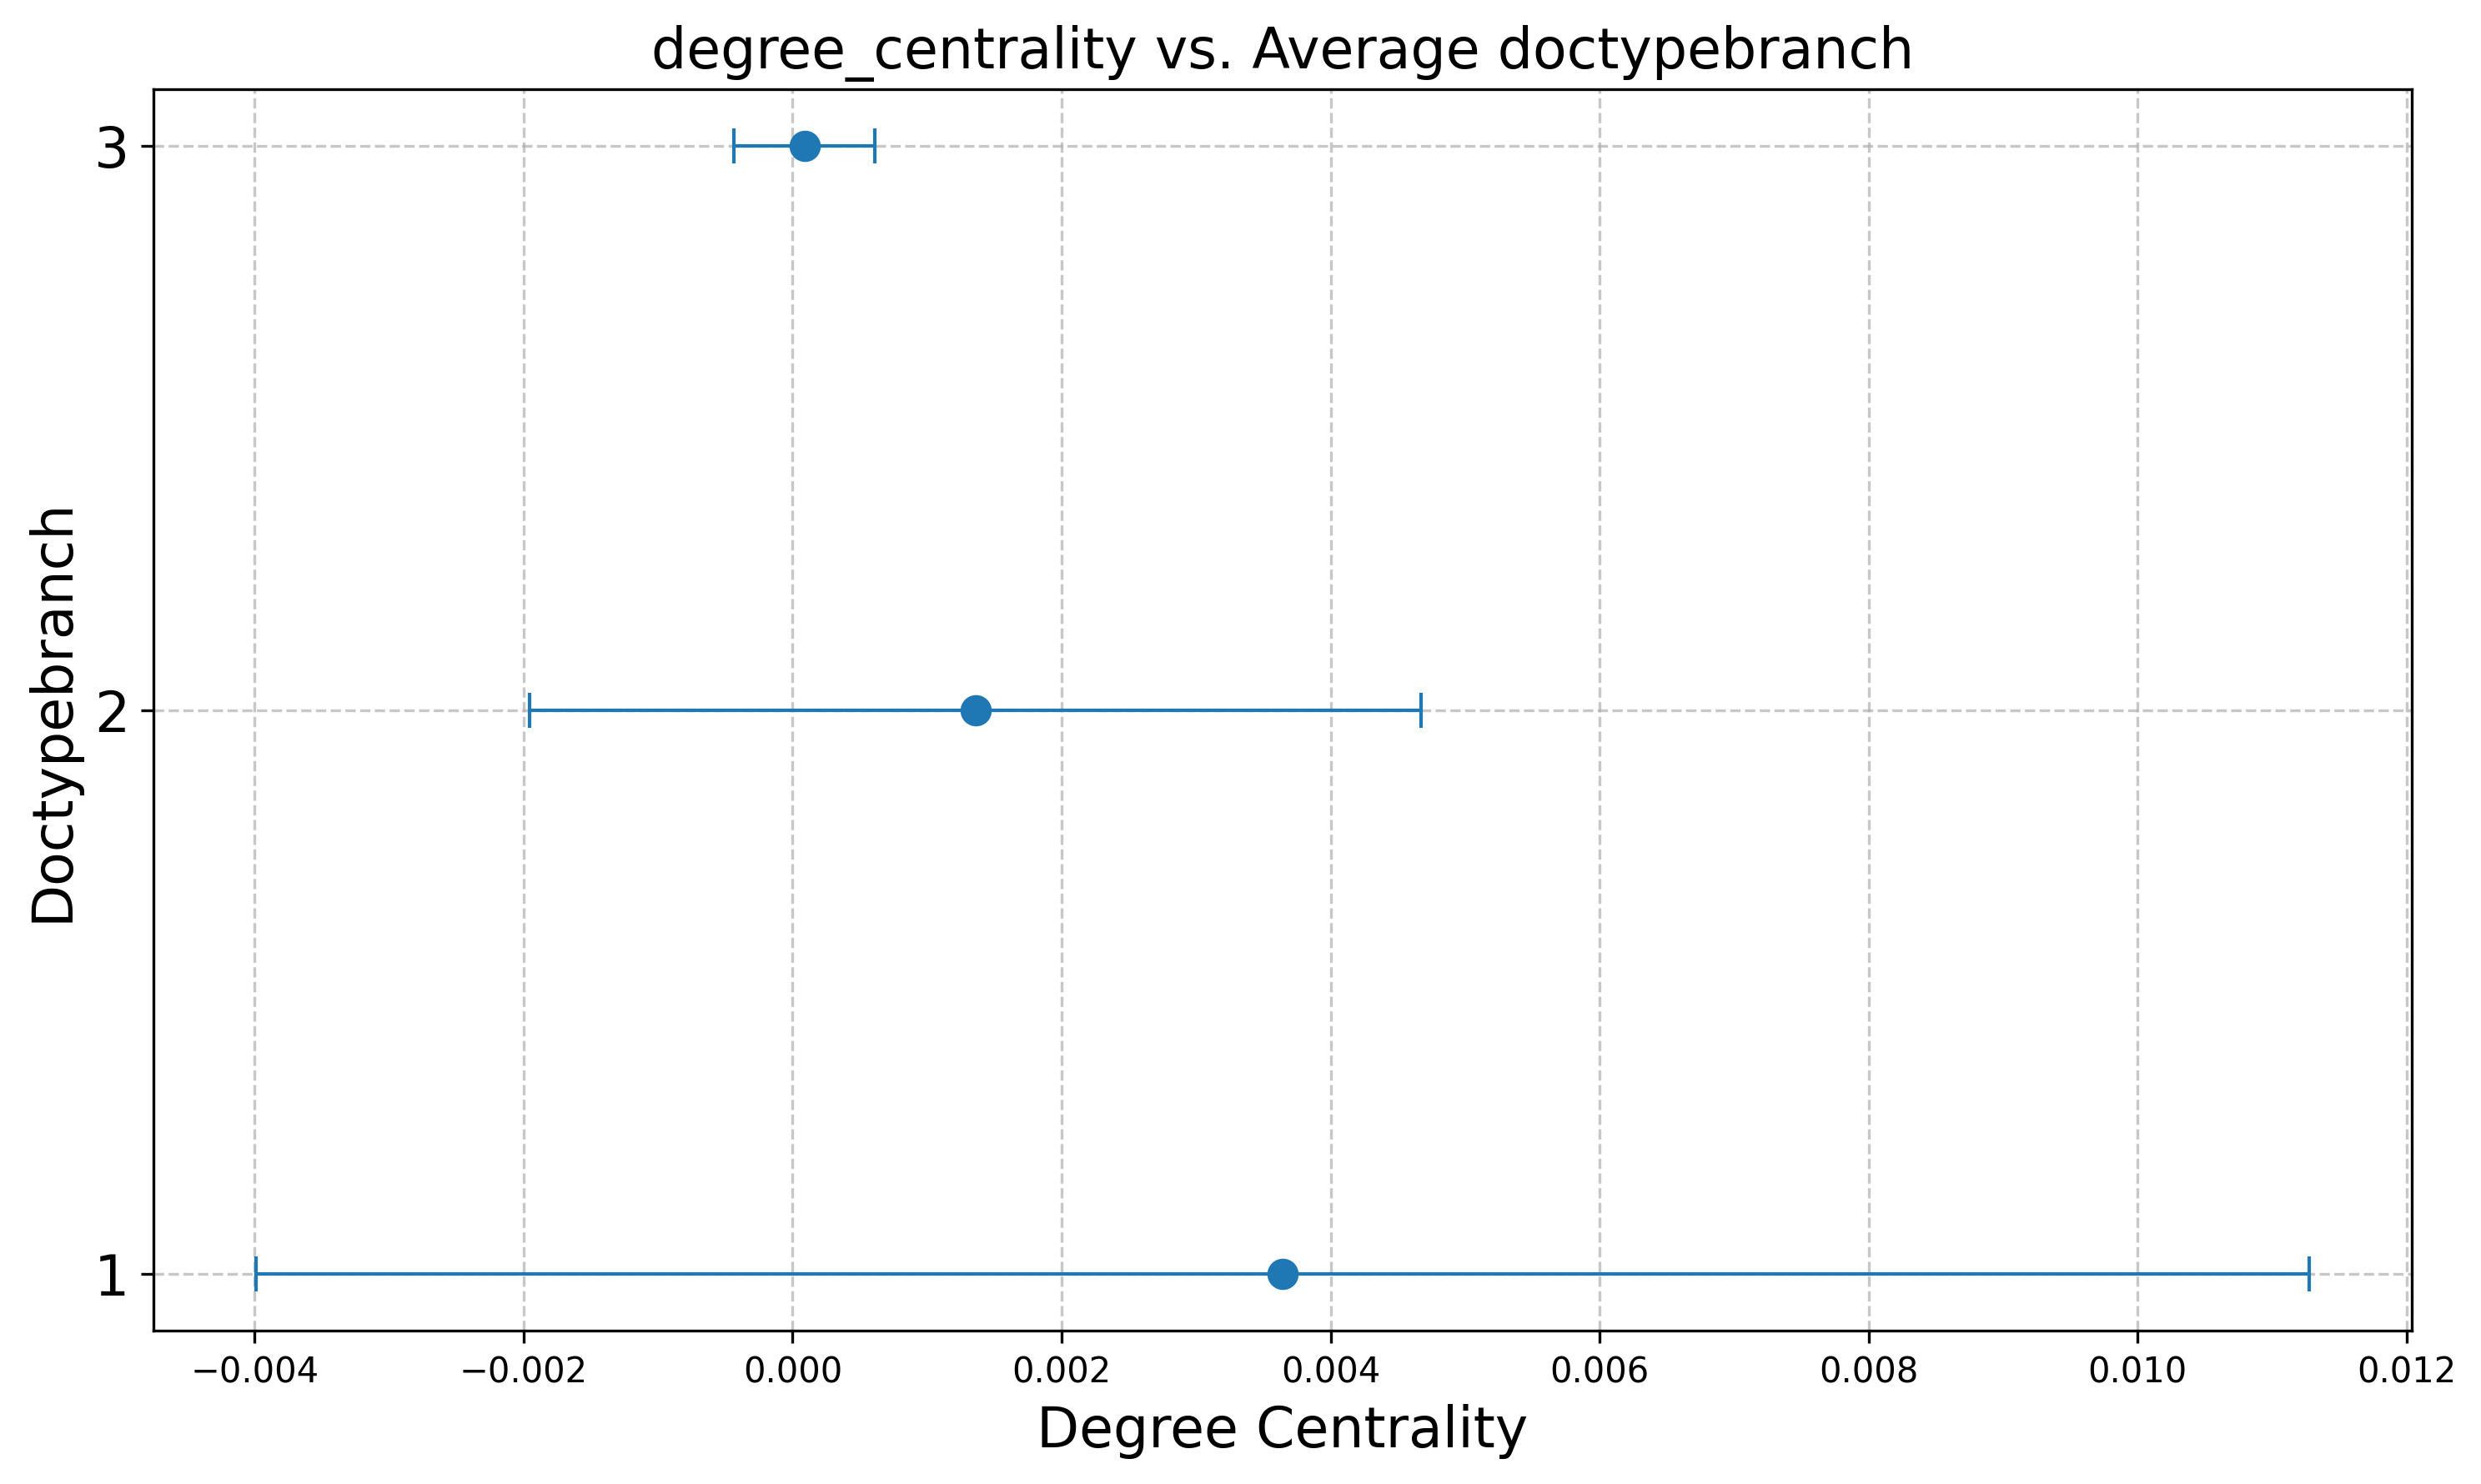 degree_centrality vs. Average doctypebranch
3
2
1
Doctypebranch
−0.004 −0.002 0.000 0.002 0.004 0.006 0.008 0.010 0.012
Degree Centrality